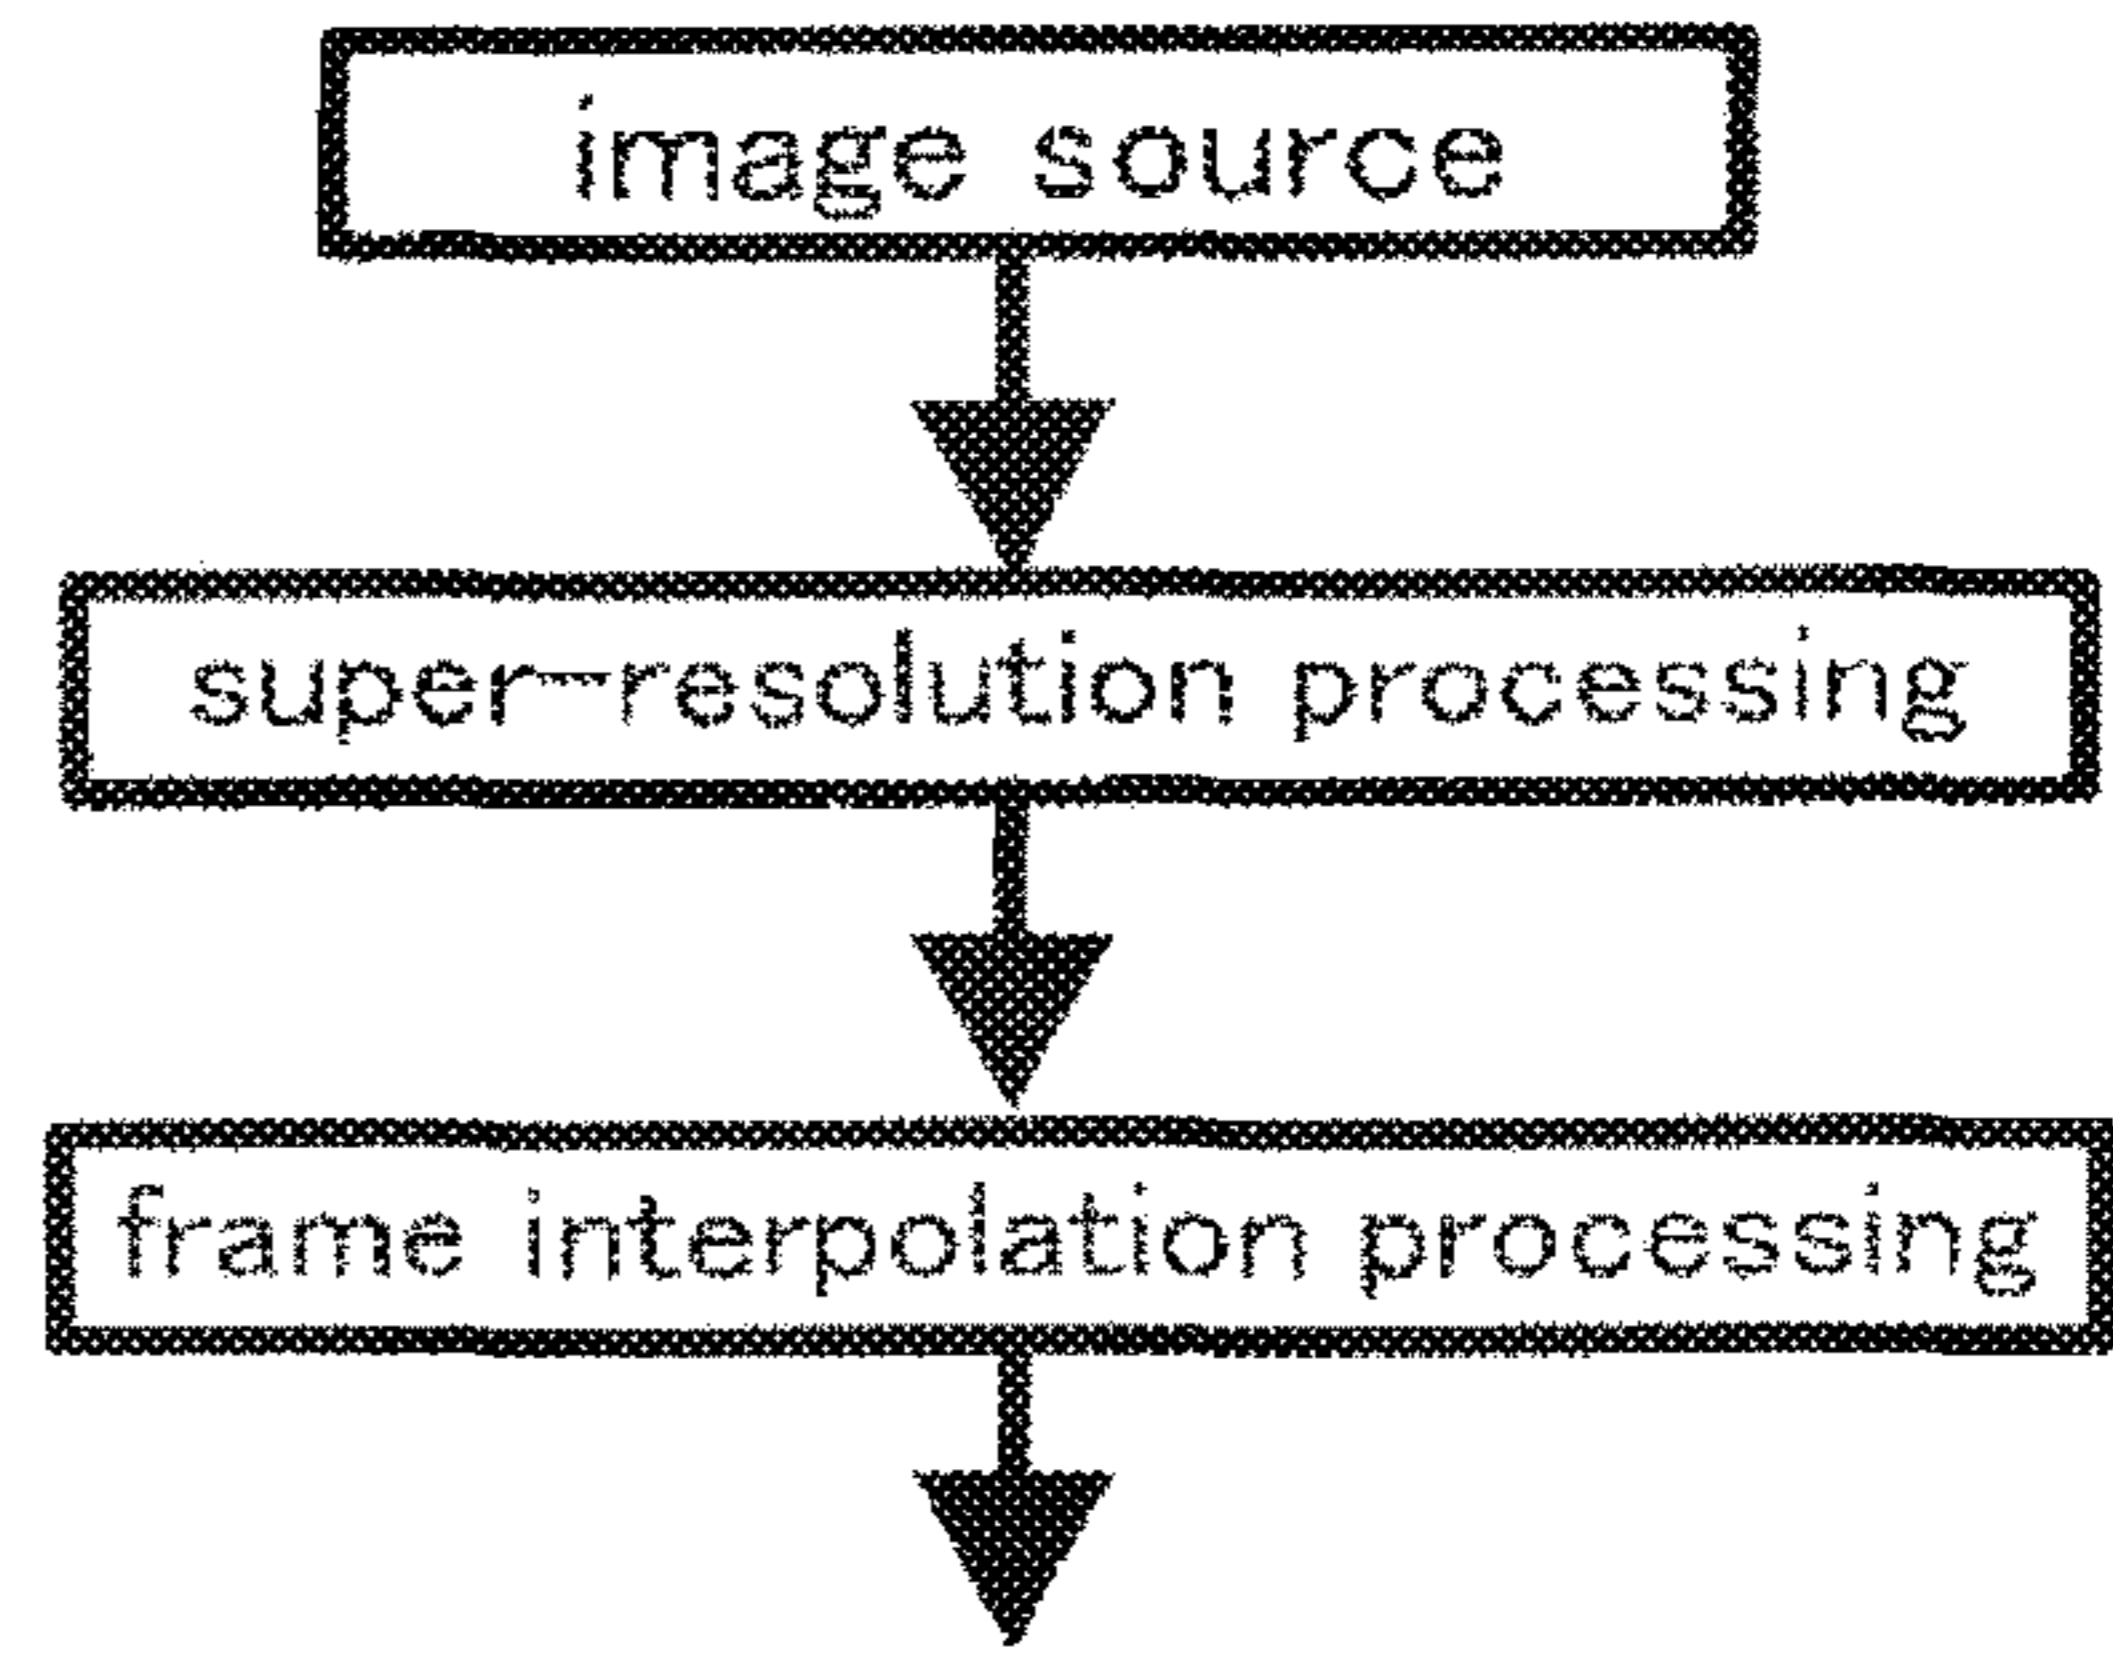 image source
super-resolution processing
frame interpolation processing